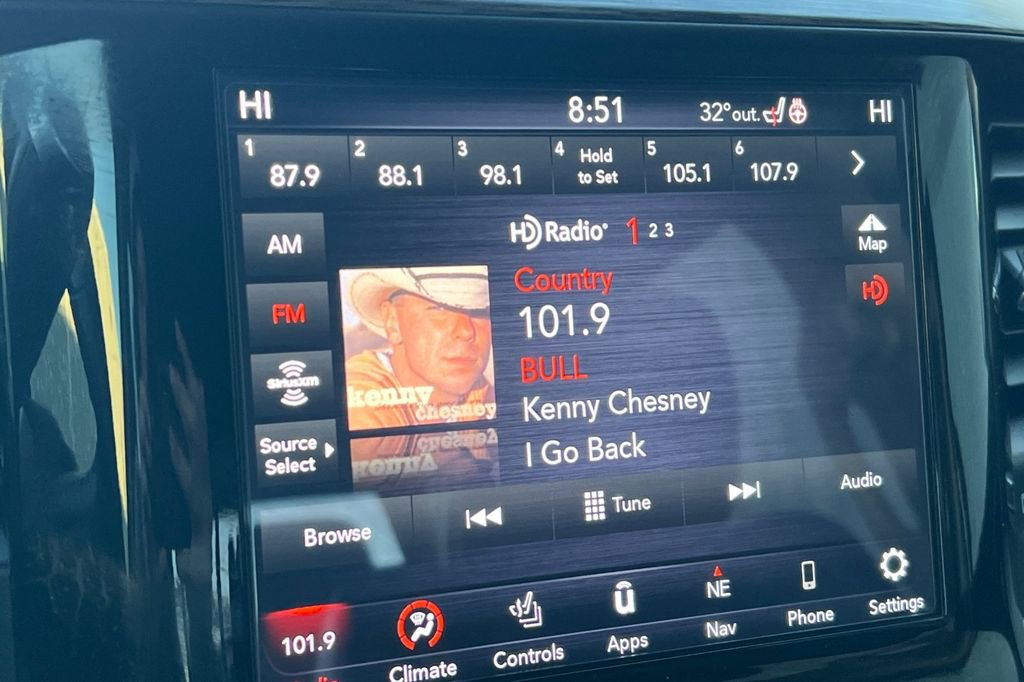 HI
8:51
32° out.
HI
1
87.9
2
88.1
3
98.1
4
Hold
to Set
5
105.1
6
107.9
AM
HD Radio®
1 2 3
Map
FM
Country
101.9
HD
BULL
SiriusXM
kenny
chesney
Kenny Chesney
I Go Back
Source
Select
Browse
Tune
Audio
101.9
Climate
Controls
U
Apps
NE
Nav
Phone
Settings